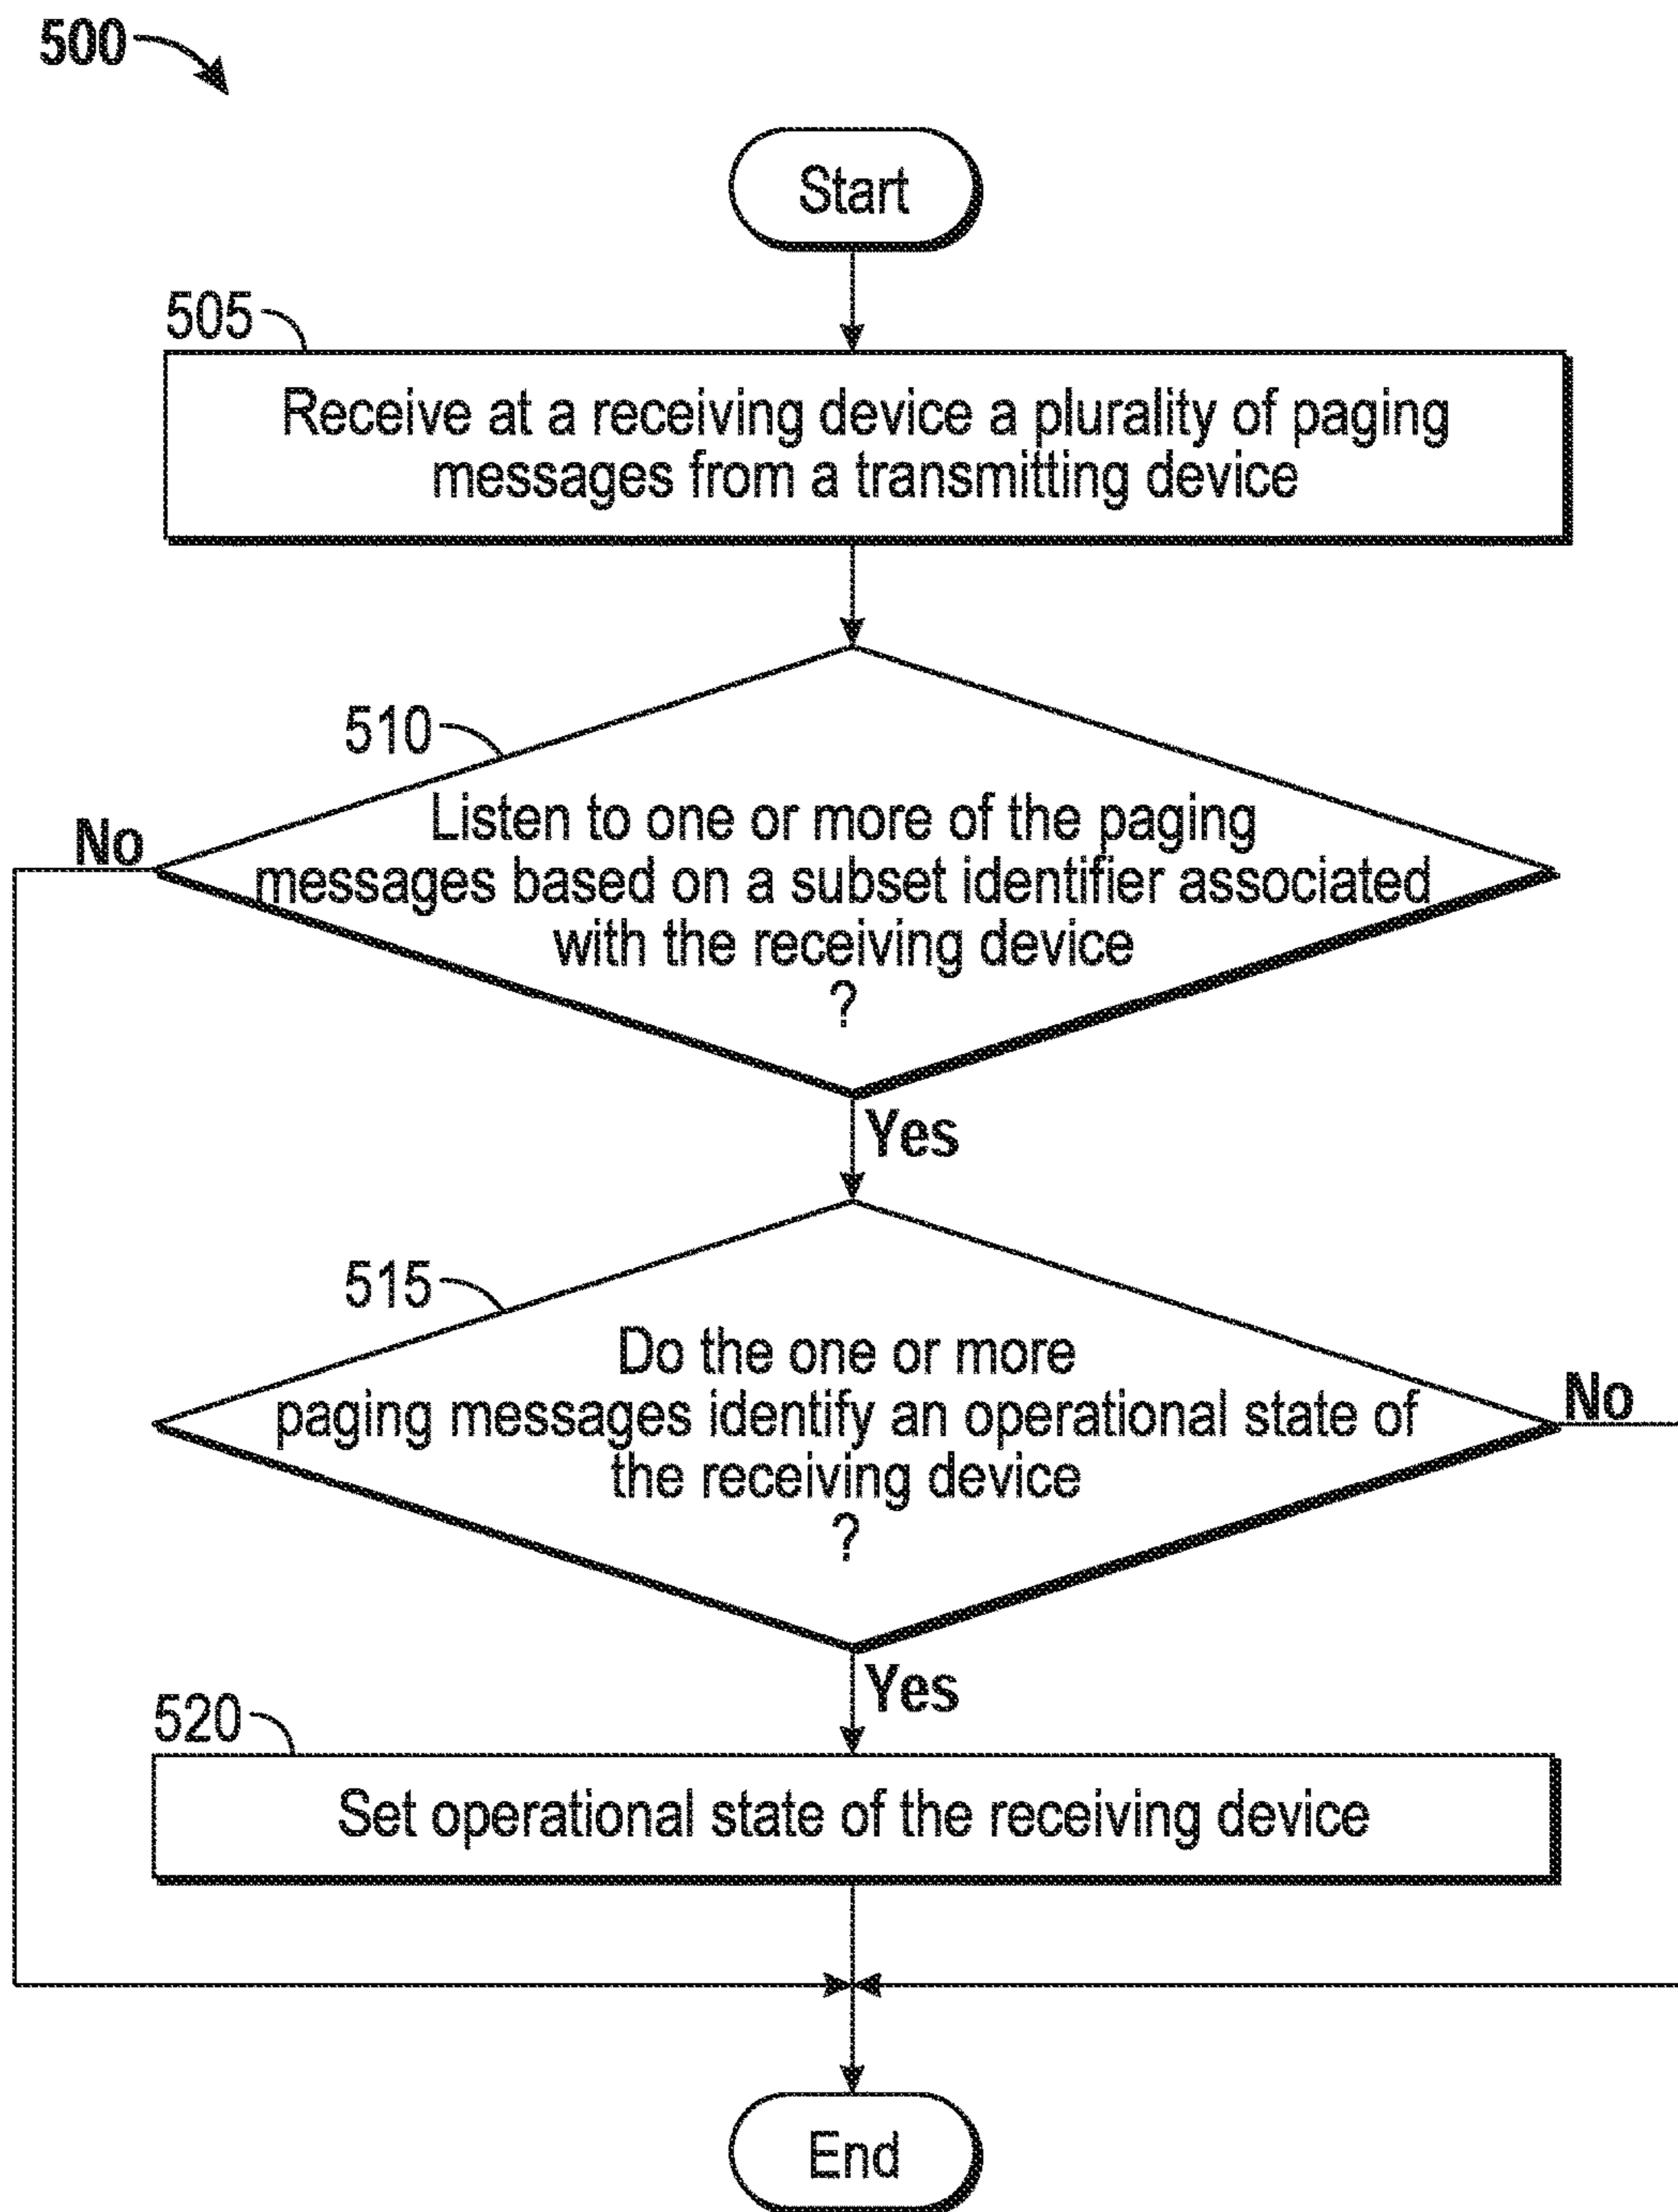 500
Start
505
Receive at a receiving device a plurality of paging
messages from a transmitting device
510
Listen to one or more of the paging
messages based on a subset identifier associated
with the receiving device
?
No
Yes
515
Do the one or more
paging messages identify an operational state of
the receiving device
?
No
Yes
520
Set operational state of the receiving device
End